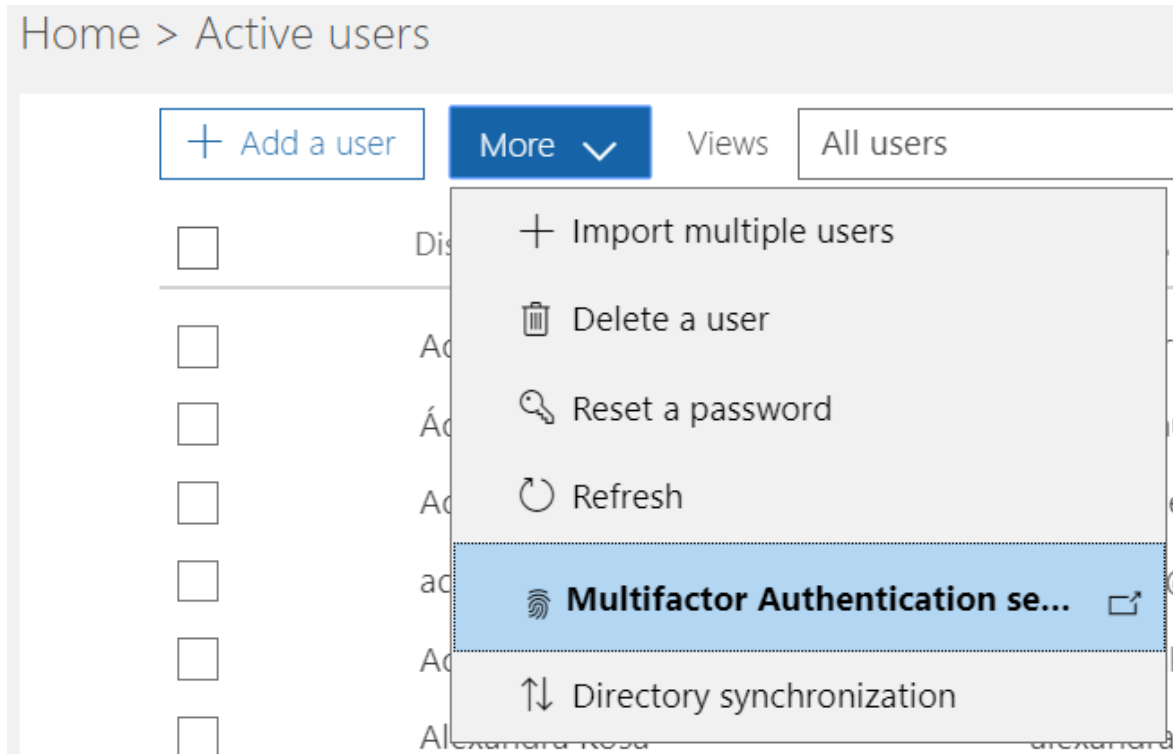 Home > Active users
+ Add a user
More
Views
All users
+ Import multiple users
Delete a user
Reset a password
Refresh
Multifactor Authentication se...
Directory synchronization